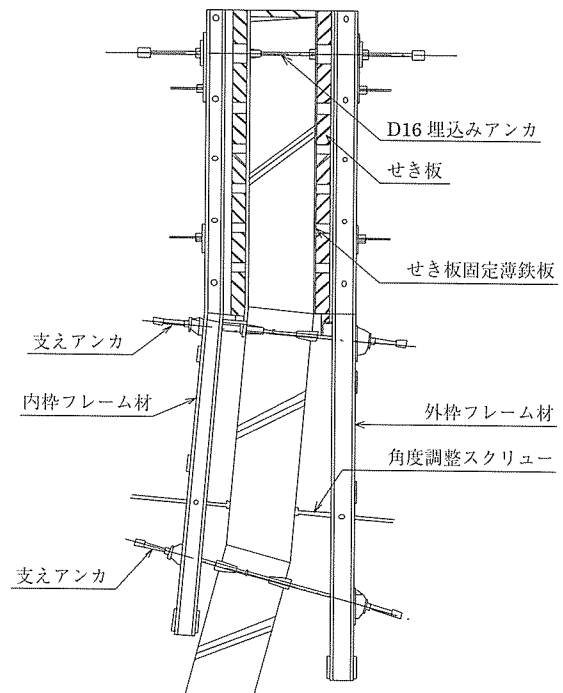 D16 埋込みアンカ
せき板
せき板固定薄鉄板
支えアンカ
内枠フレーム材
外枠フレーム材
角度調整スクリュー
支えアンカ